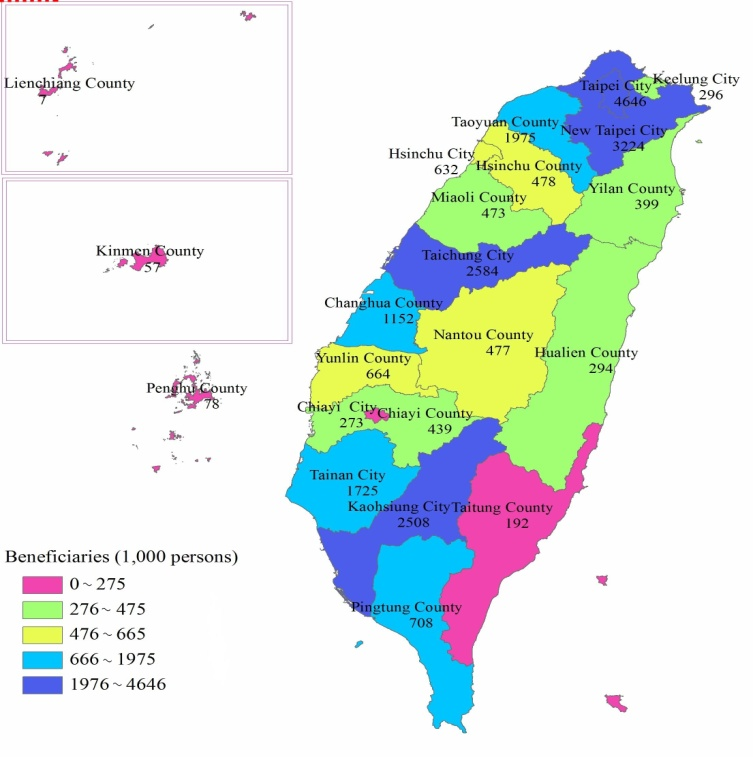 Lienchiang County
7
Kinmen County
57
Penghu County
78
Taipei City
4646
Keelung City
296
New Taipei City
3224
Taoyuan County
1975
Hsinchu City
632
Hsinchu County
478
Yilan County
399
Miaoli County
473
Taichung City
2584
Changhua County
1152
Nantou County
477
Hualien County
294
Yunlin County
664
Chiayi City
273
Chiayi County
439
Tainan City
1725
Kaohsiung City
2508
Taitung County
192
Pingtung County
708
Beneficiaries (1,000 persons)
0 ~ 275
276 ~ 475
476 ~ 665
666 ~ 1975
1976 ~ 4646